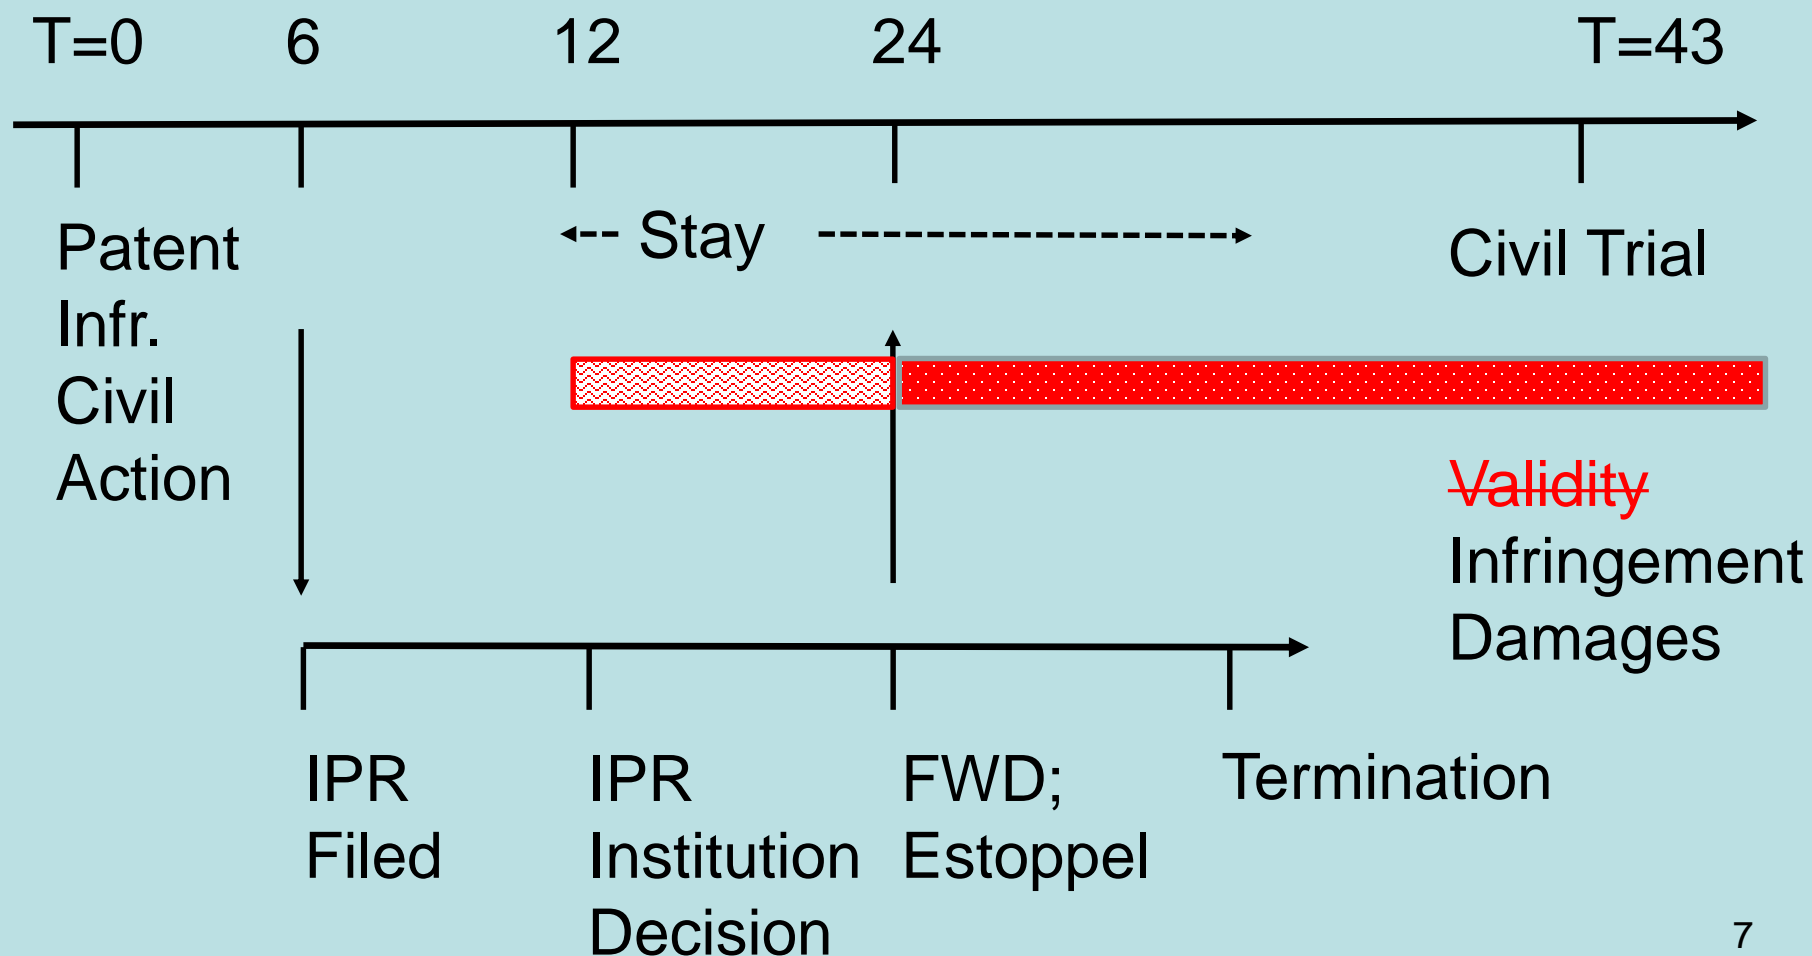 T=0 6 12 24 T=43
Patent
Infr.
Civil
Action
Stay
Civil Trial
Validity
Infringement
Damages
IPR
Filed
IPR
Institution
Decision
FWD;
Estoppel
Termination
7